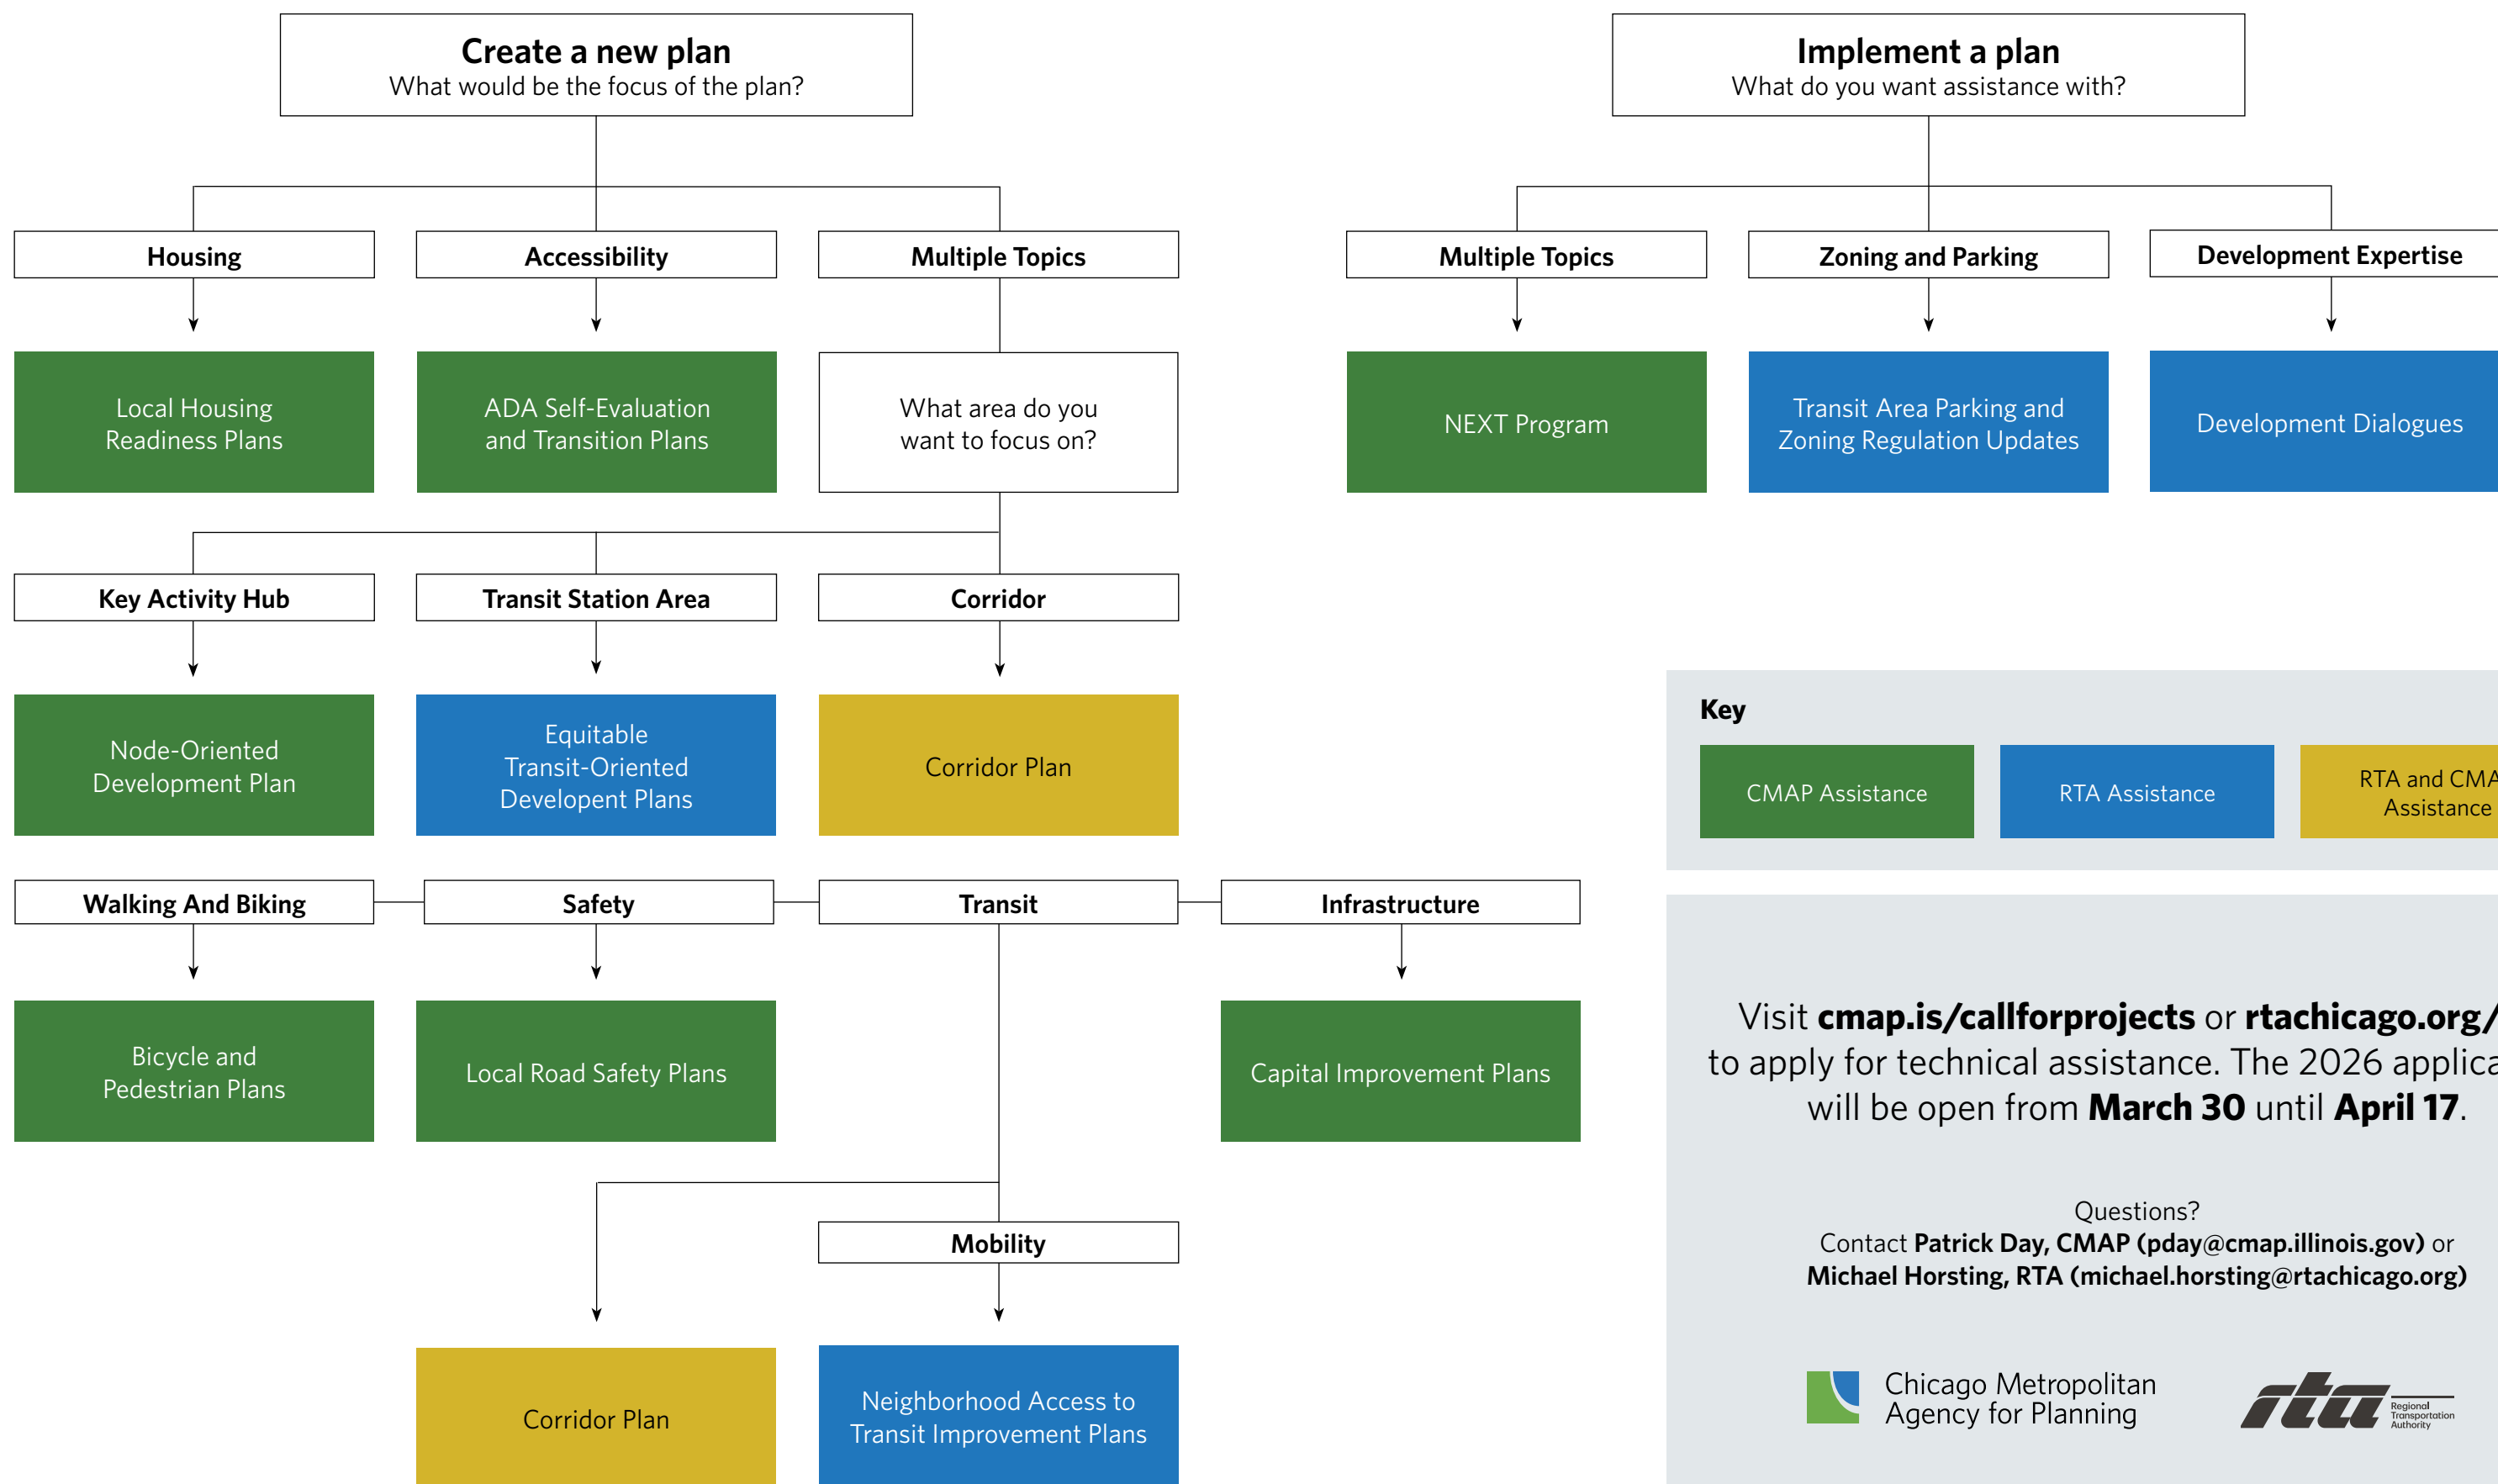 Create a new plan
What would be the focus of the plan?
Implement a plan
What do you want assistance with?
Housing
Accessibility
Multiple Topics
Multiple Topics
Zoning and Parking
Development Expertise
Local Housing
Readiness Plans
ADA Self-Evaluation
and Transition Plans
What area do you
want to focus on?
NEXT Program
Transit Area Parking and
Zoning Regulation Updates
Development Dialogues
Key Activity Hub
Transit Station Area
Corridor
Node-Oriented
Development Plan
Equitable
Transit-Oriented
Developent Plans
Corridor Plan
Key
CMAP Assistance
RTA Assistance
RTA and
Assistance
Walking And Biking
Safety
Transit
Infrastructure
Bicycle and
Pedestrian Plans
Local Road Safety Plans
Capital Improvement Plans
Mobility
Corridor Plan
Neighborhood Access to
Transit Improvement Plans
Visit cmap.is/callforprojects or rtachicago.org/
to apply for technical assistance. The 2026
will be open from March 30 until April 17.
Questions?
Contact Patrick Day, CMAP (pday@cmap.illinois.gov) or
Michael Horsting, RTA (michael.horsting@rtachicago.org)
Chicago Metropolitan
Agency for Planning
rta
Regional
Transportation
Authority